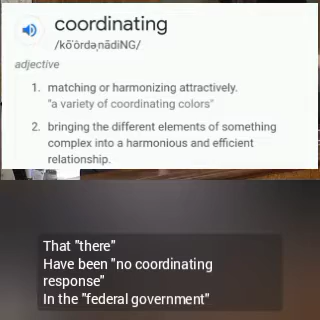 coordinating
/kōˈôrdəˌnādiNG/
adjective
1. matching or harmonizing attractively.
"a variety of coordinating colors"
2. bringing the different elements of something
complex into a harmonious and efficient
relationship.
That "there"
Have been "no coordinating
response"
In the "federal government"